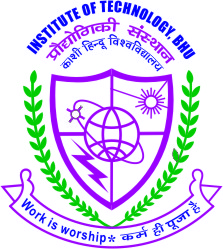 INSTITUTE OF TECHNOLOGY, BHU
प्रौद्योगिकी संस्थान
काशी हिन्दू विश्वविद्यालय
Work is worship* कर्म ही पूजा है